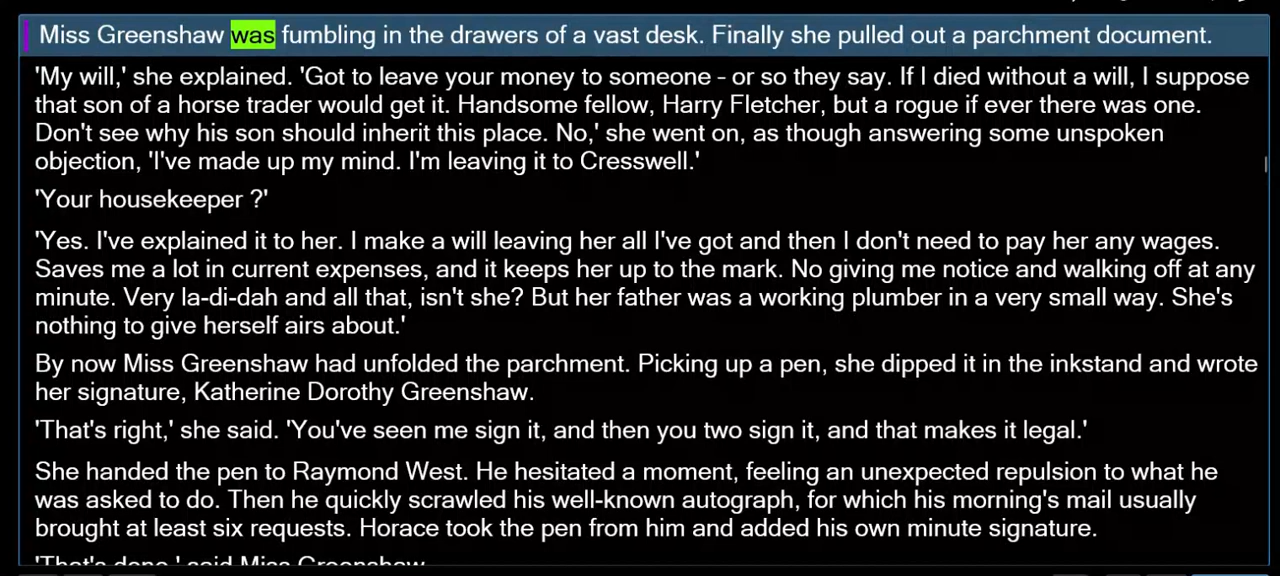 Miss Greenshaw was fumbling in the drawers of a vast desk. Finally she pulled out a parchment document.
'My will,' she explained. 'Got to leave your money to someone - or so they say. If I died without a will, I suppose
that son of a horse trader would get it. Handsome fellow, Harry Fletcher, but a rogue if ever there was one.
Don't see why his son should inherit this place. No,' she went on, as though answering some unspoken
objection, 'I've made up my mind. I'm leaving it to Cresswell.'
'Your housekeeper ?'
'Yes. I've explained it to her. I make a will leaving her all I've got and then I don't need to pay her any wages.
Saves me a lot in current expenses, and it keeps her up to the mark. No giving me notice and walking off at any
minute. Very la-di-dah and all that, isn't she? But her father was a working plumber in a very small way. She's
nothing to give herself airs about.'
By now Miss Greenshaw had unfolded the parchment. Picking up a pen, she dipped it in the inkstand and wrote
her signature, Katherine Dorothy Greenshaw.
'That's right,' she said. 'You've seen me sign it, and then you two sign it, and that makes it legal.'
She handed the pen to Raymond West. He hesitated a moment, feeling an unexpected repulsion to what he
was asked to do. Then he quickly scrawled his well-known autograph, for which his morning's mail usually
brought at least six requests. Horace took the pen from him and added his own minute signature.
'That's done,' said Miss Greenshaw.